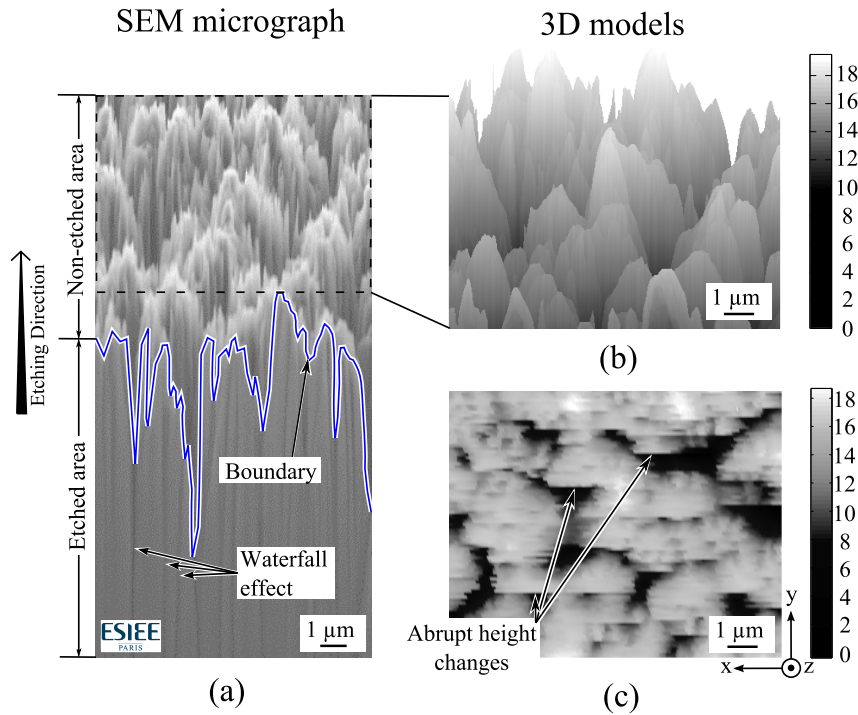 SEM micrograph
3D models
Non-etched area
Etching Direction
Etched area
Boundary
Waterfall
effect
ESIEE
PARIS
1 µm
(a)
18
16
14
12
10
8
6
4
2
0
1 µm
(b)
18
16
14
12
10
8
6
4
2
0
Abrupt height
changes
1 µm
y
x
z
(c)